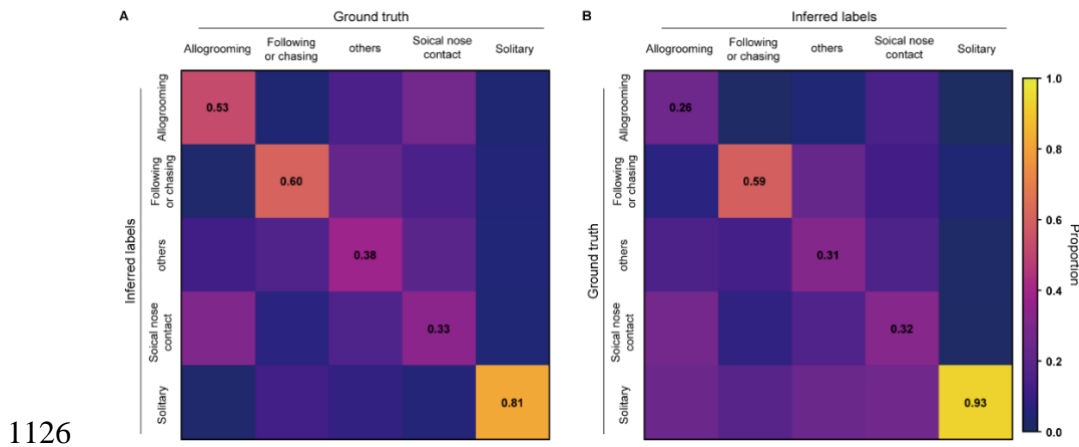 A
Ground truth
Allogrooming
Following
or chasing
others
Soical nose
contact
Solitary
Inferred labels
Allogrooming
Following
or chasing
others
Soical nose
contact
Solitary
0.53
0.60
0.38
0.33
0.81
B
Inferred labels
Allogrooming
Following
or chasing
others
Soical nose
contact
Solitary
Ground truth
Allogrooming
Following
or chasing
others
Soical nose
contact
Solitary
0.26
0.59
0.31
0.32
0.93
1.0
0.8
0.6
0.4
0.2
0.0
Proportion
1126